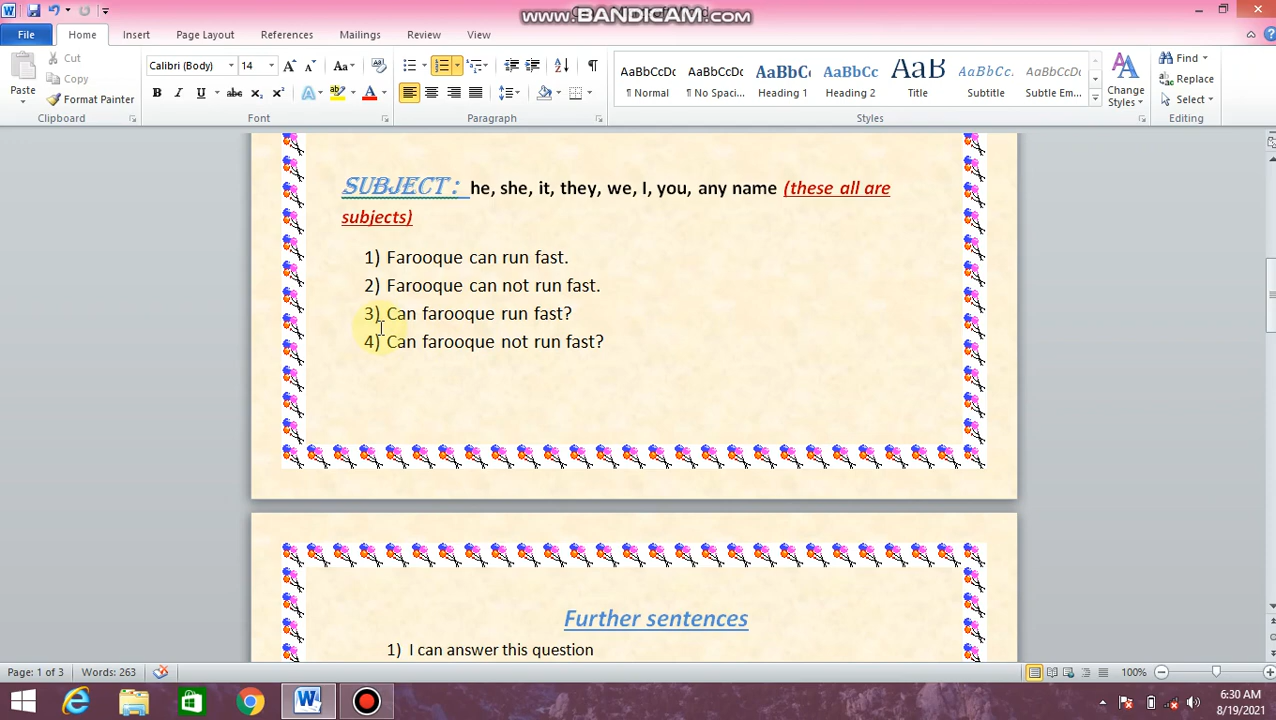 www.BANDICAM.com
File Home Insert Page Layout References Mailings Review View
Cut
Copy
Format Painter
Paste
Clipboard
Calibri (Body) 14
Font
Paragraph
AaBbCcDc AaBbCcDc AaBbC AaBbCc AaB AaBbCc. AaBbCcDc
¶ Normal ¶ No Spaci... Heading 1 Heading 2 Title Subtitle Subtle Em...
Change
Styles
Styles
Find
Replace
Select
Editing
SUBJECT: he, she, it, they, we, I, you, any name (these all are
subjects)
1) Farooque can run fast.
2) Farooque can not run fast.
3) Can farooque run fast?
4) Can farooque not run fast?
Further sentences
1) I can answer this question
Page: 1 of 3 Words: 263 100%
6:30 AM
8/19/2021